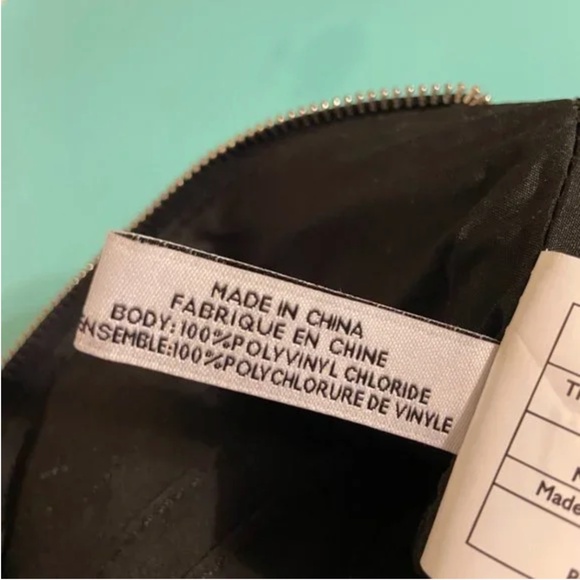 MADE IN CHINA
FABRIQUE EN CHINE
BODY:100%POLYVINYL CHLORIDE
ENSEMBLE:100%POLYCHLORURE DE VINYLE
Made